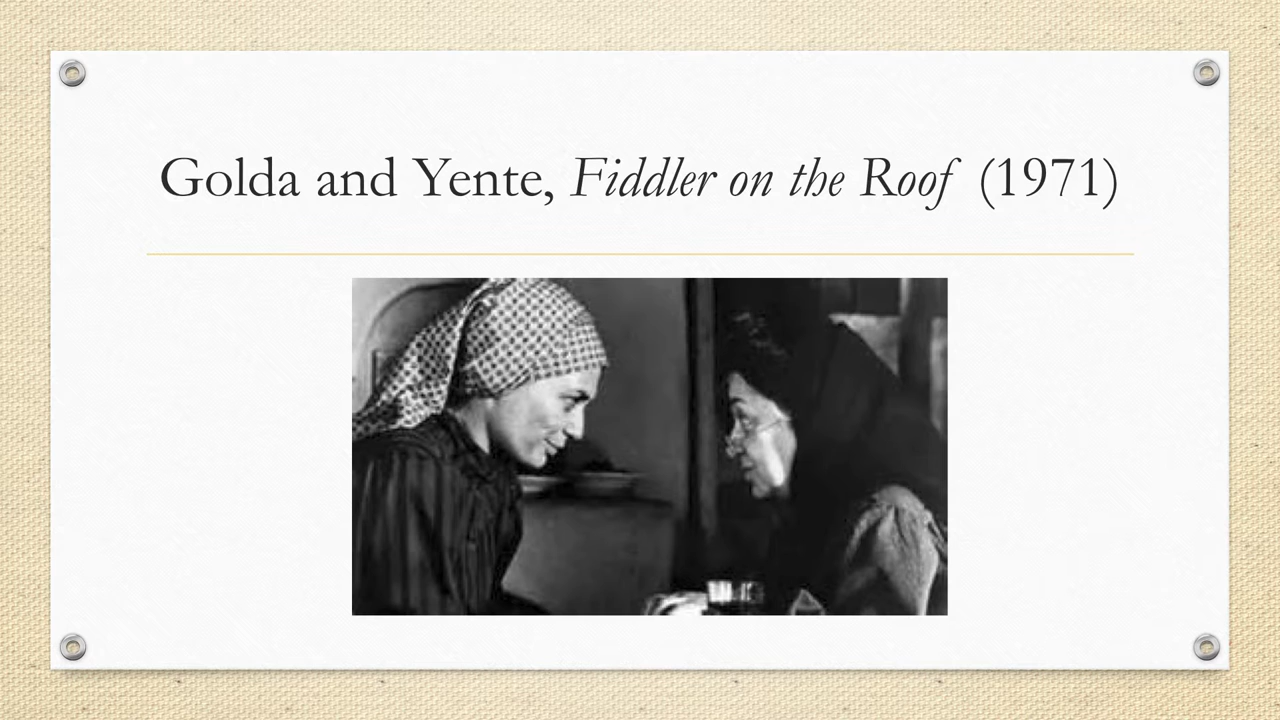 Golda and Yente, Fiddler on the Roof (1971)